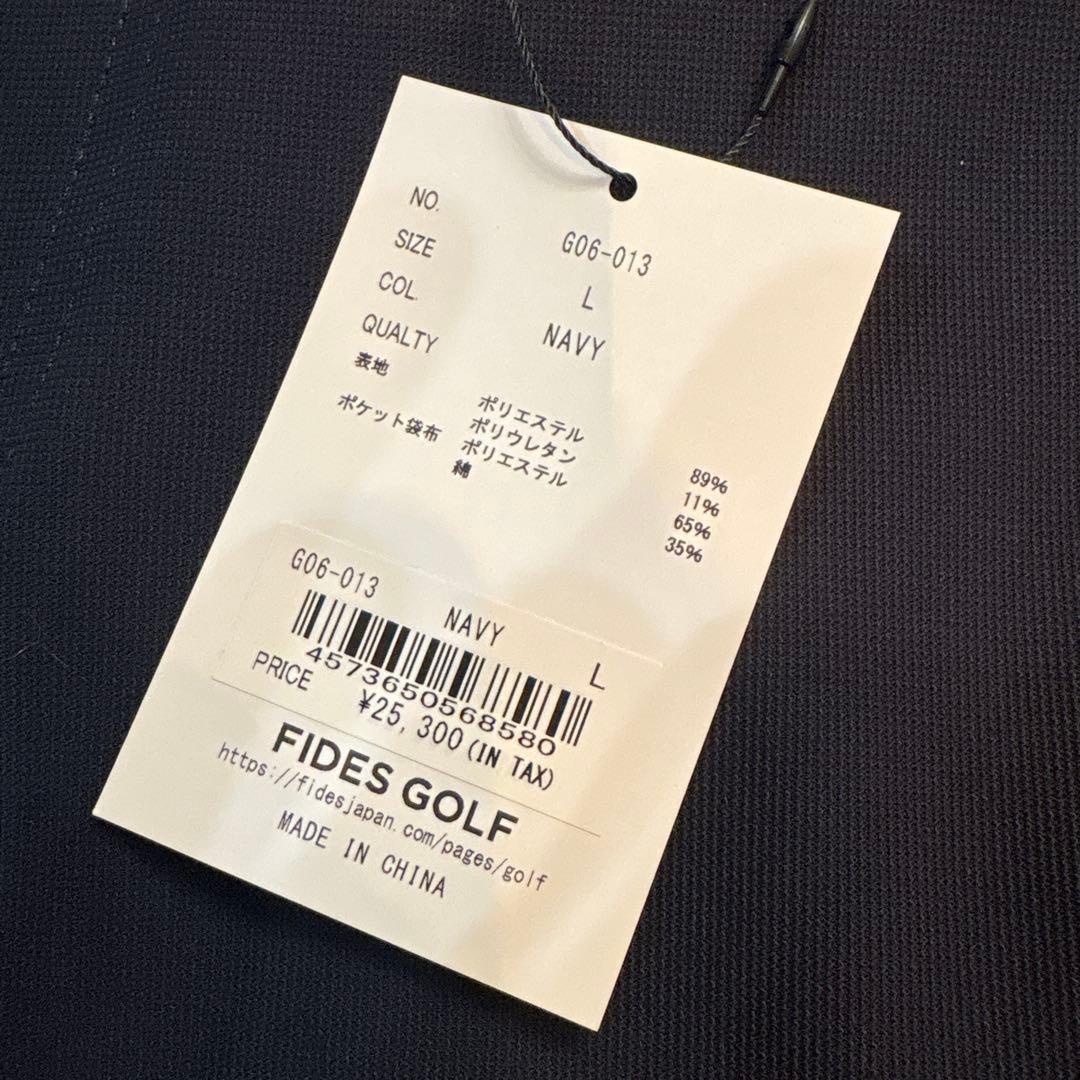 NO. G06-013
SIZE L
COL. NAVY
QUALTY
表地 ポリエステル 89%
ポリウレタン 11%
ポケット袋布 ポリエステル 65%
綿 35%
G06-013 NAVY L
4573650568580
PRICE ¥25,300(IN TAX)
FIDES GOLF
https://fidesjapan.com/pages/golf
MADE IN CHINA